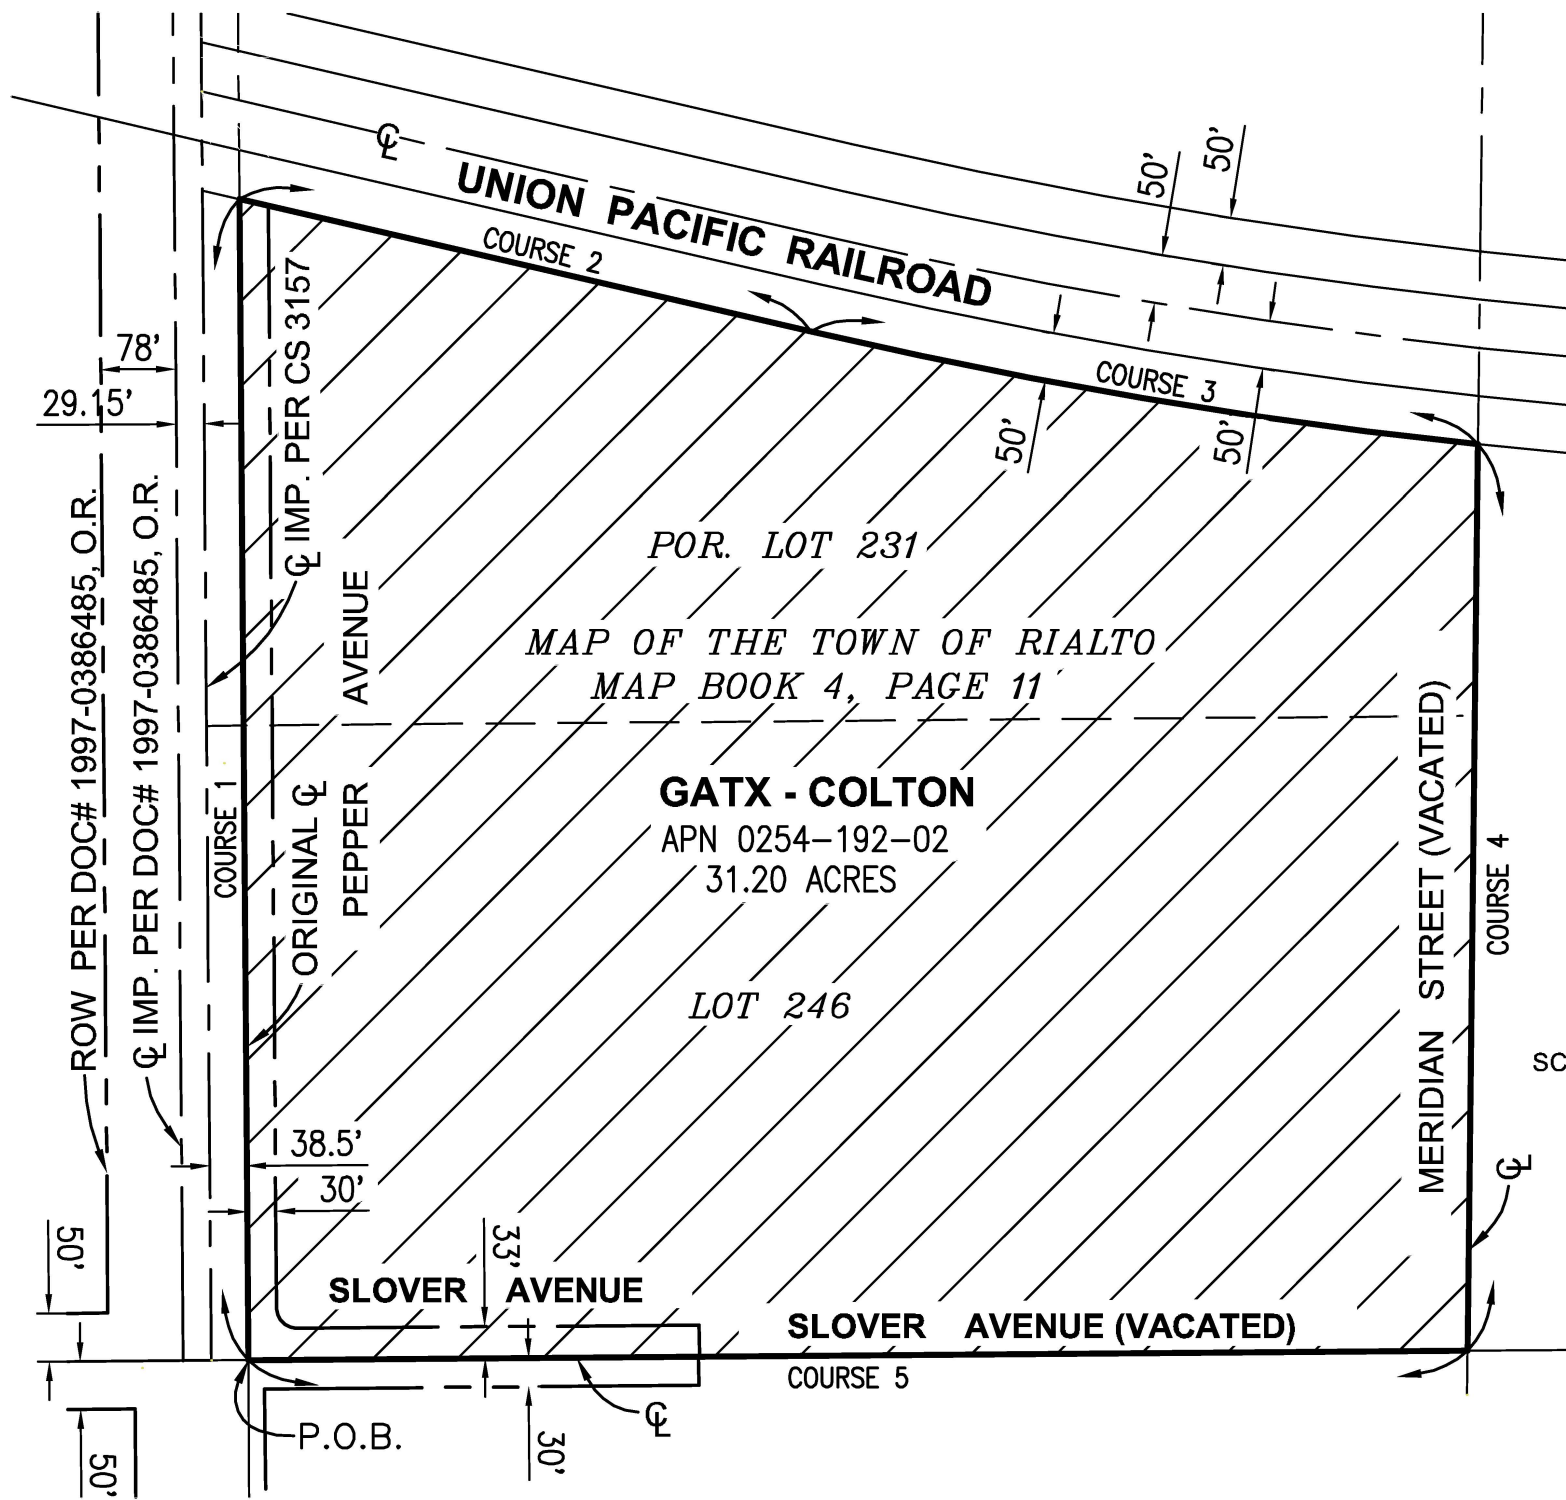 50'
50'
℄
UNION PACIFIC RAILROAD
COURSE 2
COURSE 3
50'
50'
78'
29.15'
℄ IMP. PER CS 3157
ROW PER DOC# 1997-0386485, O.R.
℄ IMP. PER DOC# 1997-0386485, O.R.
POR. LOT 231
MAP OF THE TOWN OF RIALTO
MAP BOOK 4, PAGE 11
GATX - COLTON
APN 0254-192-02
31.20 ACRES
LOT 246
COURSE 1
ORIGINAL ℄
PEPPER AVENUE
MERIDIAN STREET (VACATED)
COURSE 4
SC
℄
38.5'
30'
33'
50'
SLOVER AVENUE
SLOVER AVENUE (VACATED)
COURSE 5
℄
P.O.B.
30'
50'